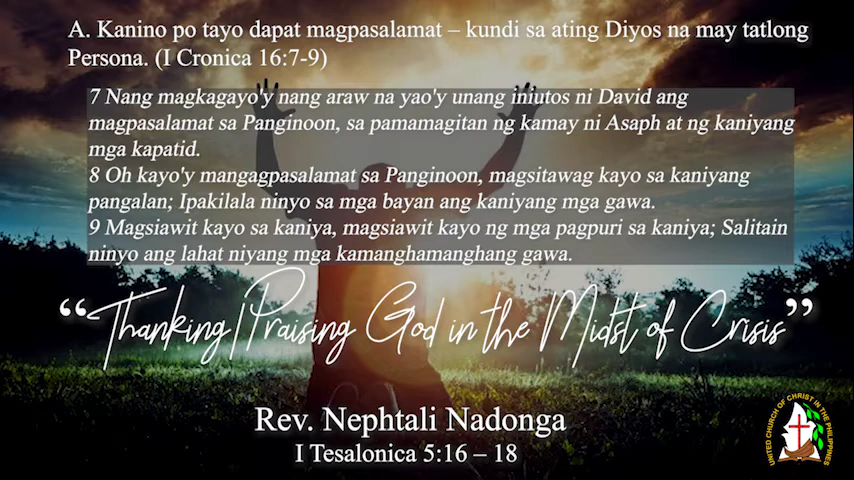 A. Kanino po tayo dapat magpasalamat – kundi sa ating Diyos na may tatlong
Persona. (I Cronica 16:7-9)
7 Nang magkagayo'y nang araw na yao'y unang iniutos ni David ang
magpasalamat sa Panginoon, sa pamamagitan ng kamay ni Asaph at ng kaniyang
mga kapatid.
8 Oh kayo'y mangagpasalamat sa Panginoon, magsitawag kayo sa kaniyang
pangalan; Ipakilala ninyo sa mga bayan ang kaniyang mga gawa.
9 Magsiawit kayo sa kaniya, magsiawit kayo ng mga pagpuri sa kaniya; Salitain
ninyo ang lahat niyang mga kamanghamanghang gawa.
“Thanking/Praising God in the Midst of Crisis”
Rev. Nephtali Nadonga
I Tesalonica 5:16 – 18
UNITED CHURCH OF CHRIST IN THE PHILIPPINES